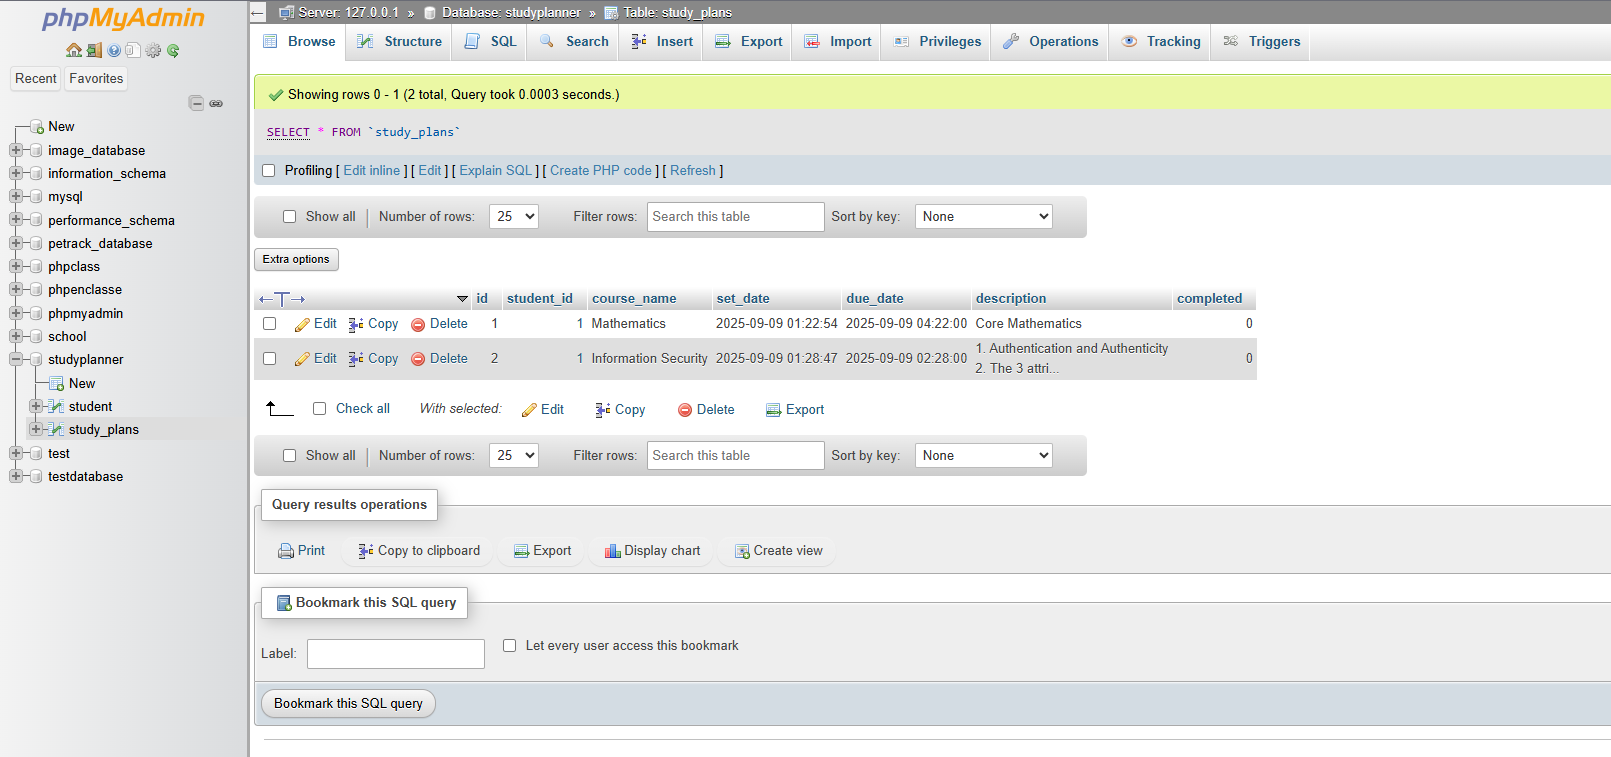 phpMyAdmin
Recent Favorites
New
image_database
information_schema
mysql
performance_schema
petrack_database
phpclass
phpenclasse
phpmyadmin
school
studyplanner
New
student
study_plans
test
testdatabase
Server: 127.0.0.1 » Database: studyplanner » Table: study_plans
Browse Structure SQL Search Insert Export Import Privileges Operations Tracking Triggers
Showing rows 0 - 1 (2 total, Query took 0.0003 seconds.)
SELECT * FROM `study_plans`
Profiling [ Edit inline ] [ Edit ] [ Explain SQL ] [ Create PHP code ] [ Refresh ]
Show all Number of rows: 25 Filter rows: Search this table Sort by key: None
Extra options
id student_id course_name set_date due_date description completed
Edit Copy Delete 1 1 Mathematics 2025-09-09 01:22:54 2025-09-09 04:22:00 Core Mathematics 0
Edit Copy Delete 2 1 Information Security 2025-09-09 01:28:47 2025-09-09 02:28:00 1. Authentication and Authenticity 0
2. The 3 attri...
Check all With selected: Edit Copy Delete Export
Show all Number of rows: 25 Filter rows: Search this table Sort by key: None
Query results operations
Print Copy to clipboard Export Display chart Create view
Bookmark this SQL query
Label: Let every user access this bookmark
Bookmark this SQL query